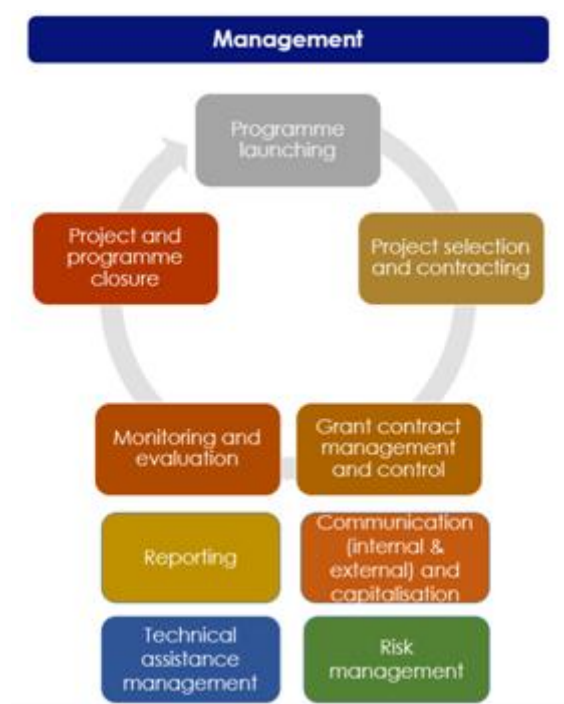 Management
Programme
launching
Project and
programme
closure
Project selection
and contracting
Monitoring and
evaluation
Grant contract
management
and control
Reporting
Communication
(internal &
external) and
capitalisation
Technical
assistance
management
Risk
management